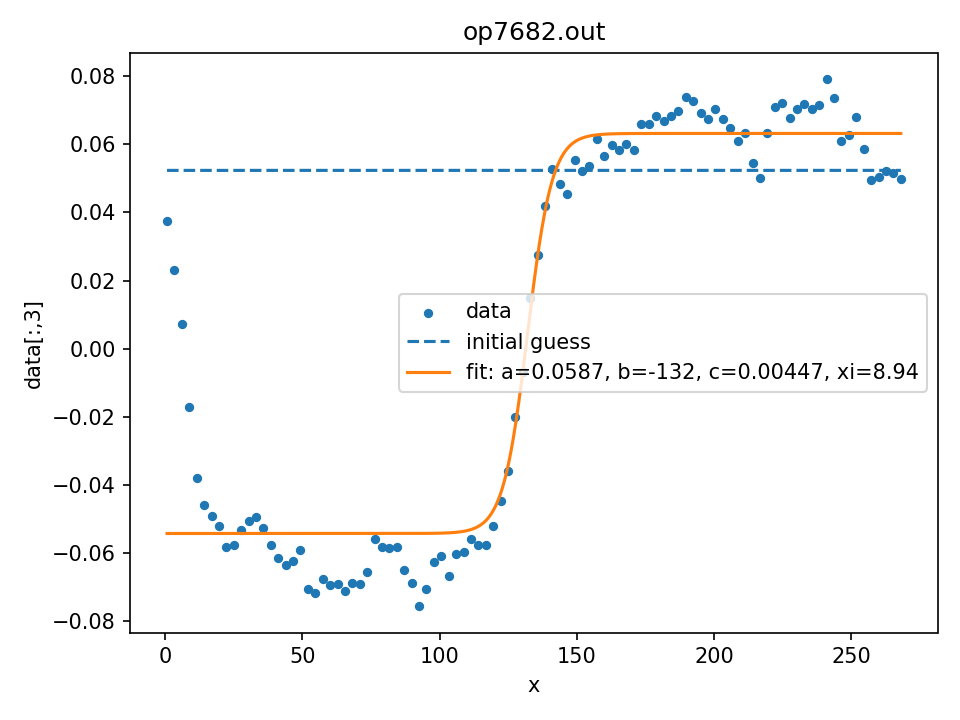 op7682.out
0.08
0.06
0.04
0.02
0.00
−0.02
−0.04
−0.06
−0.08
data[:,3]
data
initial guess
fit: a=0.0587, b=-132, c=0.00447, xi=8.94
0 50 100 150 200 250
x